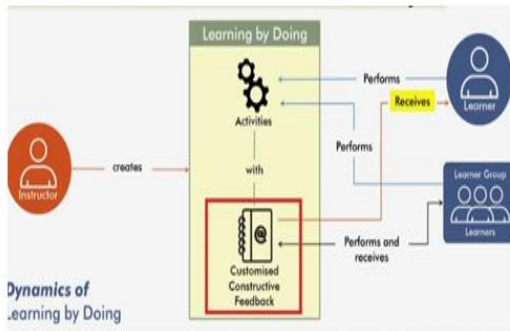 Learning by Doing
Performs
Receives
Learner
Activities
Performs
creates
Instructor
with
Learner Group
Learners
Performs and
receives
Customised
Constructive
Feedback
Dynamics of
Learning by Doing